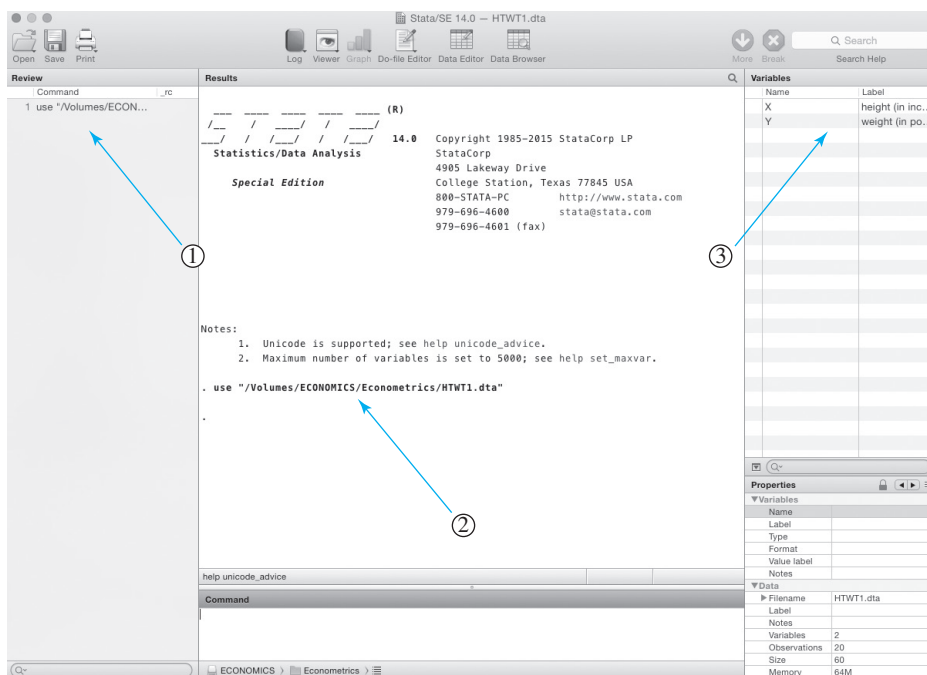 Stata/SE 14.0 — HTWT1.dta
Open Save Print Log Viewer Graph Do-file Editor Data Editor Data Browser More Break Search Help
Q Search
Review
Command _rc
1 use "/Volumes/ECON...
①
Results
(R)
14.0 Copyright 1985-2015 StataCorp LP
Statistics/Data Analysis StataCorp
4905 Lakeway Drive
Special Edition College Station, Texas 77845 USA
800-STATA-PC http://www.stata.com
979-696-4600 stata@stata.com
979-696-4601 (fax)
Notes:
1. Unicode is supported; see help unicode_advice.
2. Maximum number of variables is set to 5000; see help set_maxvar.
. use "/Volumes/ECONOMICS/Econometrics/HTWT1.dta"
.
②
help unicode_advice
Command
ECONOMICS Econometrics
Variables
Name Label
X height (in inc...
Y weight (in po...
③
Properties
Variables
Name
Label
Type
Format
Value label
Notes
Data
Filename HTWT1.dta
Label
Notes
Variables 2
Observations 20
Size 60
Memory 64M